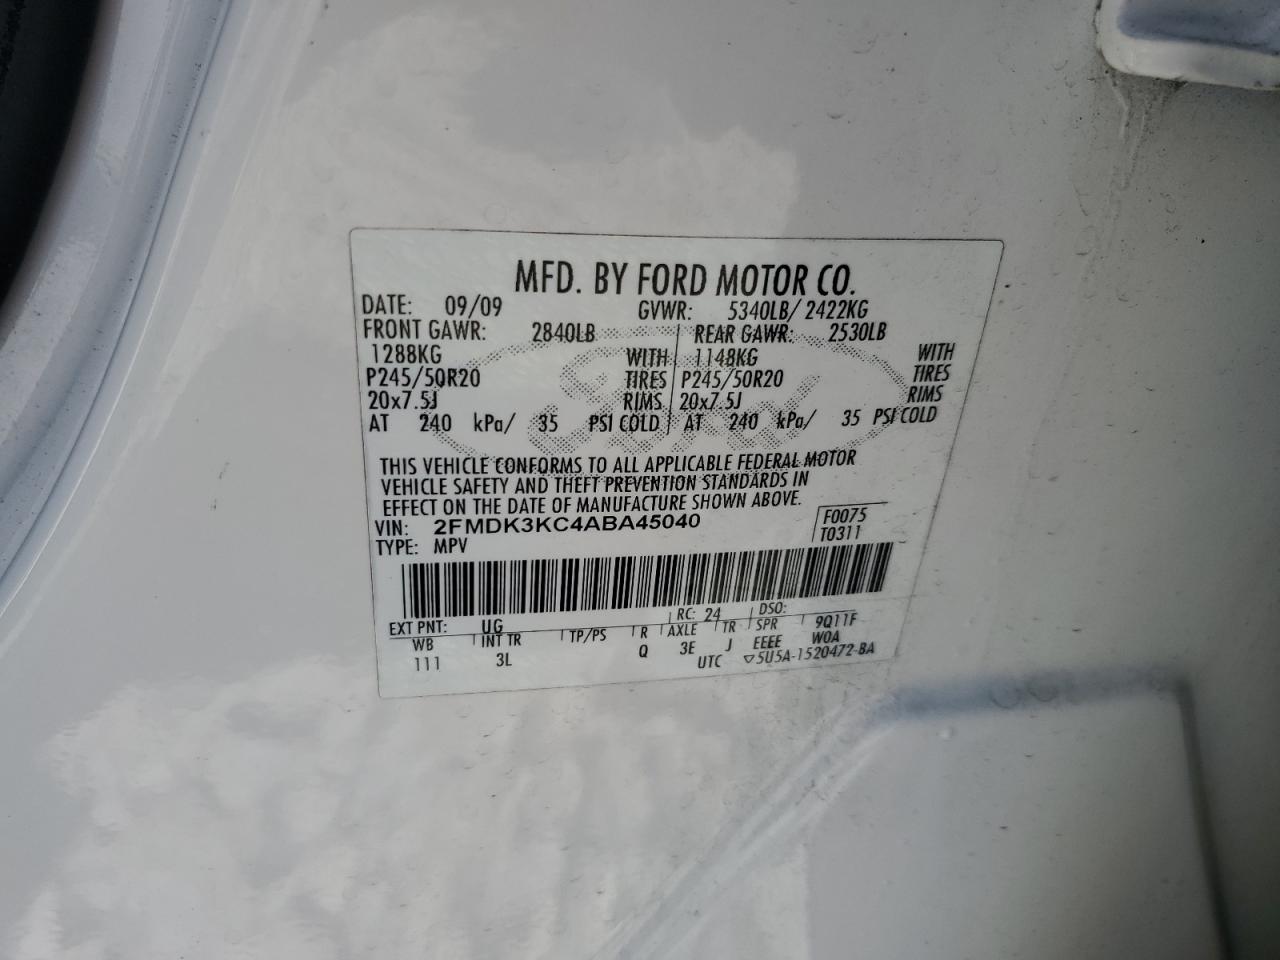 MFD. BY FORD MOTOR CO.
DATE: 09/09 GVWR: 5340LB/ 2422KG
FRONT GAWR: 2840LB REAR GAWR: 2530LB
1288KG WITH 1148KG WITH
P245/50R20 TIRES P245/50R20 TIRES
20x7.5J RIMS 20x7.5J RIMS
AT 240 kPa/ 35 PSI COLD AT 240 kPa/ 35 PSI COLD
Ford
THIS VEHICLE CONFORMS TO ALL APPLICABLE FEDERAL MOTOR
VEHICLE SAFETY AND THEFT PREVENTION STANDARDS IN
EFFECT ON THE DATE OF MANUFACTURE SHOWN ABOVE.
VIN: 2FMDK3KC4ABA45040 F0075
TYPE: MPV T0311
EXT PNT: UG RC: 24 DSO:
WB INT TR TP/PS R AXLE TR SPR 9Q11F
111 3L Q 3E J EEEE W0A
UTC ▽5U5A-1520472-BA